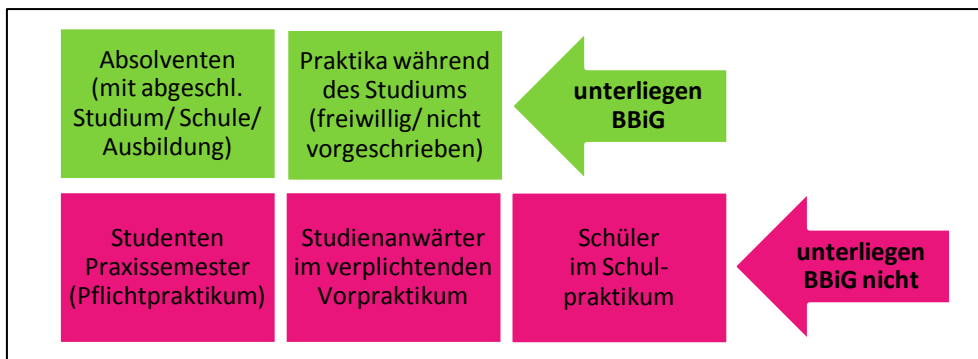 Absolventen
(mit abgeschl.
Studium/ Schule/
Ausbildung)
Praktika während
des Studiums
(freiwillig/ nicht
vorgeschrieben)
unterliegen
BBiG
Studenten
Praxissemester
(Pflichtpraktikum)
Studienanwärter
im verplichtenden
Vorpraktikum
Schüler
im Schul-
praktikum
unterliegen
BBiG nicht